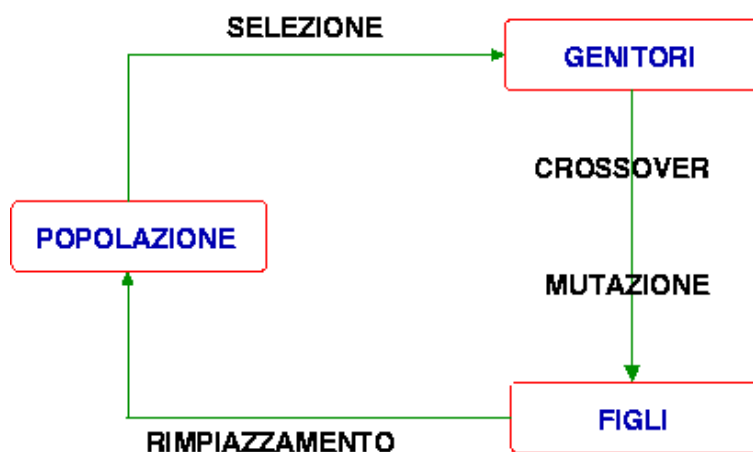 SELEZIONE
GENITORI
CROSSOVER
POPOLAZIONE
MUTAZIONE
FIGLI
RIMPIAZZAMENTO